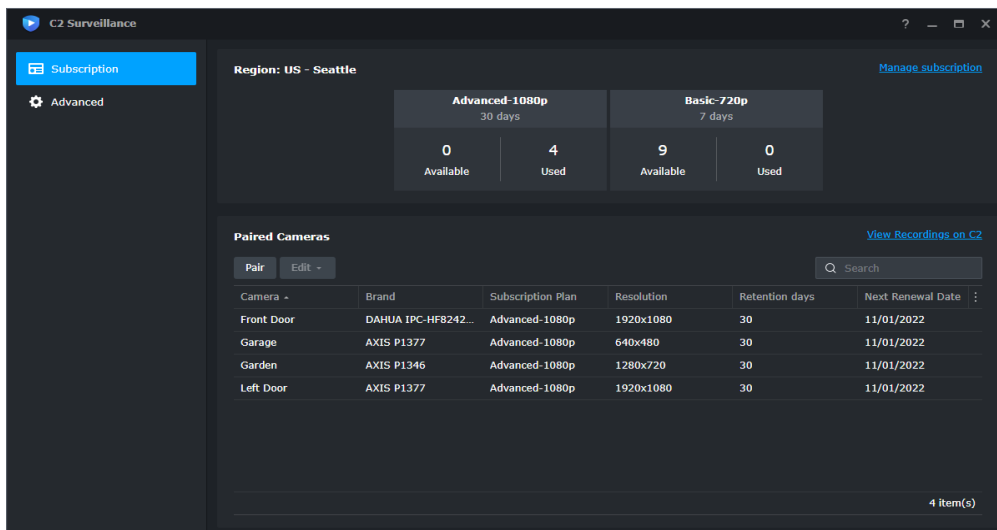 C2 Surveillance
Subscription
Advanced
Region: US - Seattle
Manage subscription
Advanced-1080p Basic-720p
30 days 7 days
0 4 9 0
Available Used Available Used
Paired Cameras
View Recordings on C2
Pair Edit
Search
Camera Brand Subscription Plan Resolution Retention days Next Renewal Date
Front Door DAHUA IPC-HF8242... Advanced-1080p 1920x1080 30 11/01/2022
Garage AXIS P1377 Advanced-1080p 640x480 30 11/01/2022
Garden AXIS P1346 Advanced-1080p 1280x720 30 11/01/2022
Left Door AXIS P1377 Advanced-1080p 1920x1080 30 11/01/2022
4 item(s)